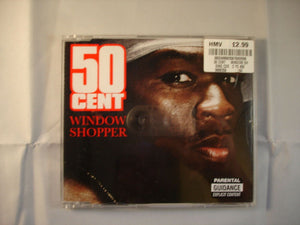 50
CENT
WINDOW
SHOPPER
HMV £2.99
PARENTAL
GUIDANCE
EXPLICIT CONTENT